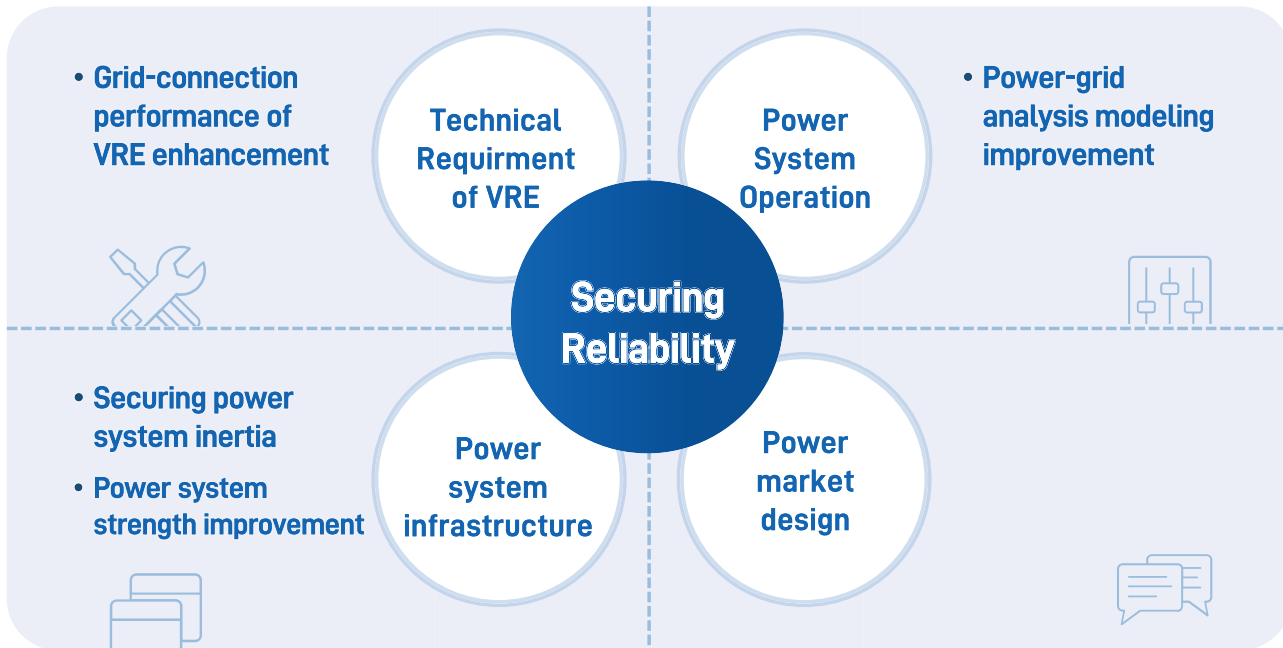 • Grid-connection
performance of
VRE enhancement
Technical
Requirment
of VRE
Power
System
Operation
• Power-grid
analysis modeling
improvement
Securing
Reliability
• Securing power
system inertia
• Power system
strength improvement
Power
system
infrastructure
Power
market
design